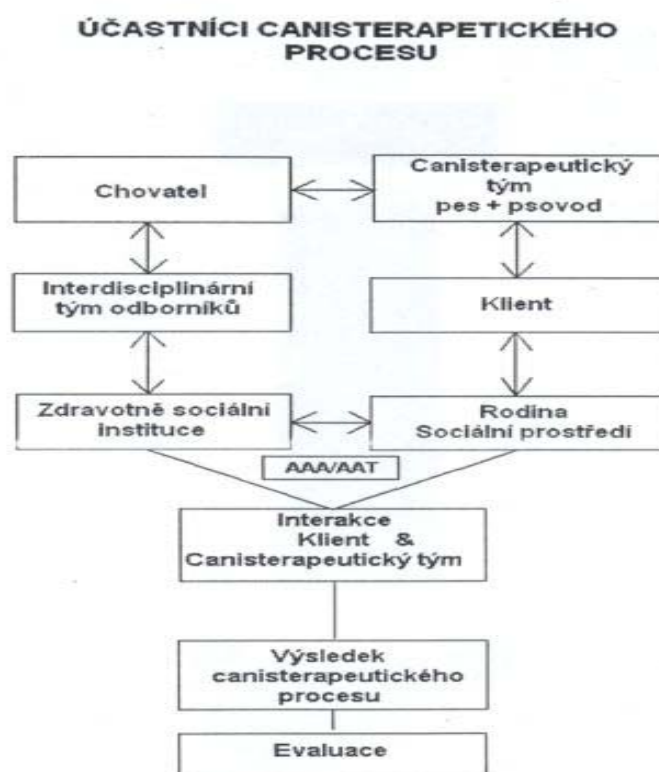 ÚČASTNÍCI CANISTERAPETICKÉHO
PROCESU
Chovatel
Canisterapeutický
tým
pes + psovod
Interdisciplinární
tým odborníků
Klient
Zdravotně sociální
instituce
Rodina
Sociální prostředí
AAA/AAT
Interakce
Klient &
Canisterapeutický tým
Výsledek
canisterapeutického
procesu
Evaluace